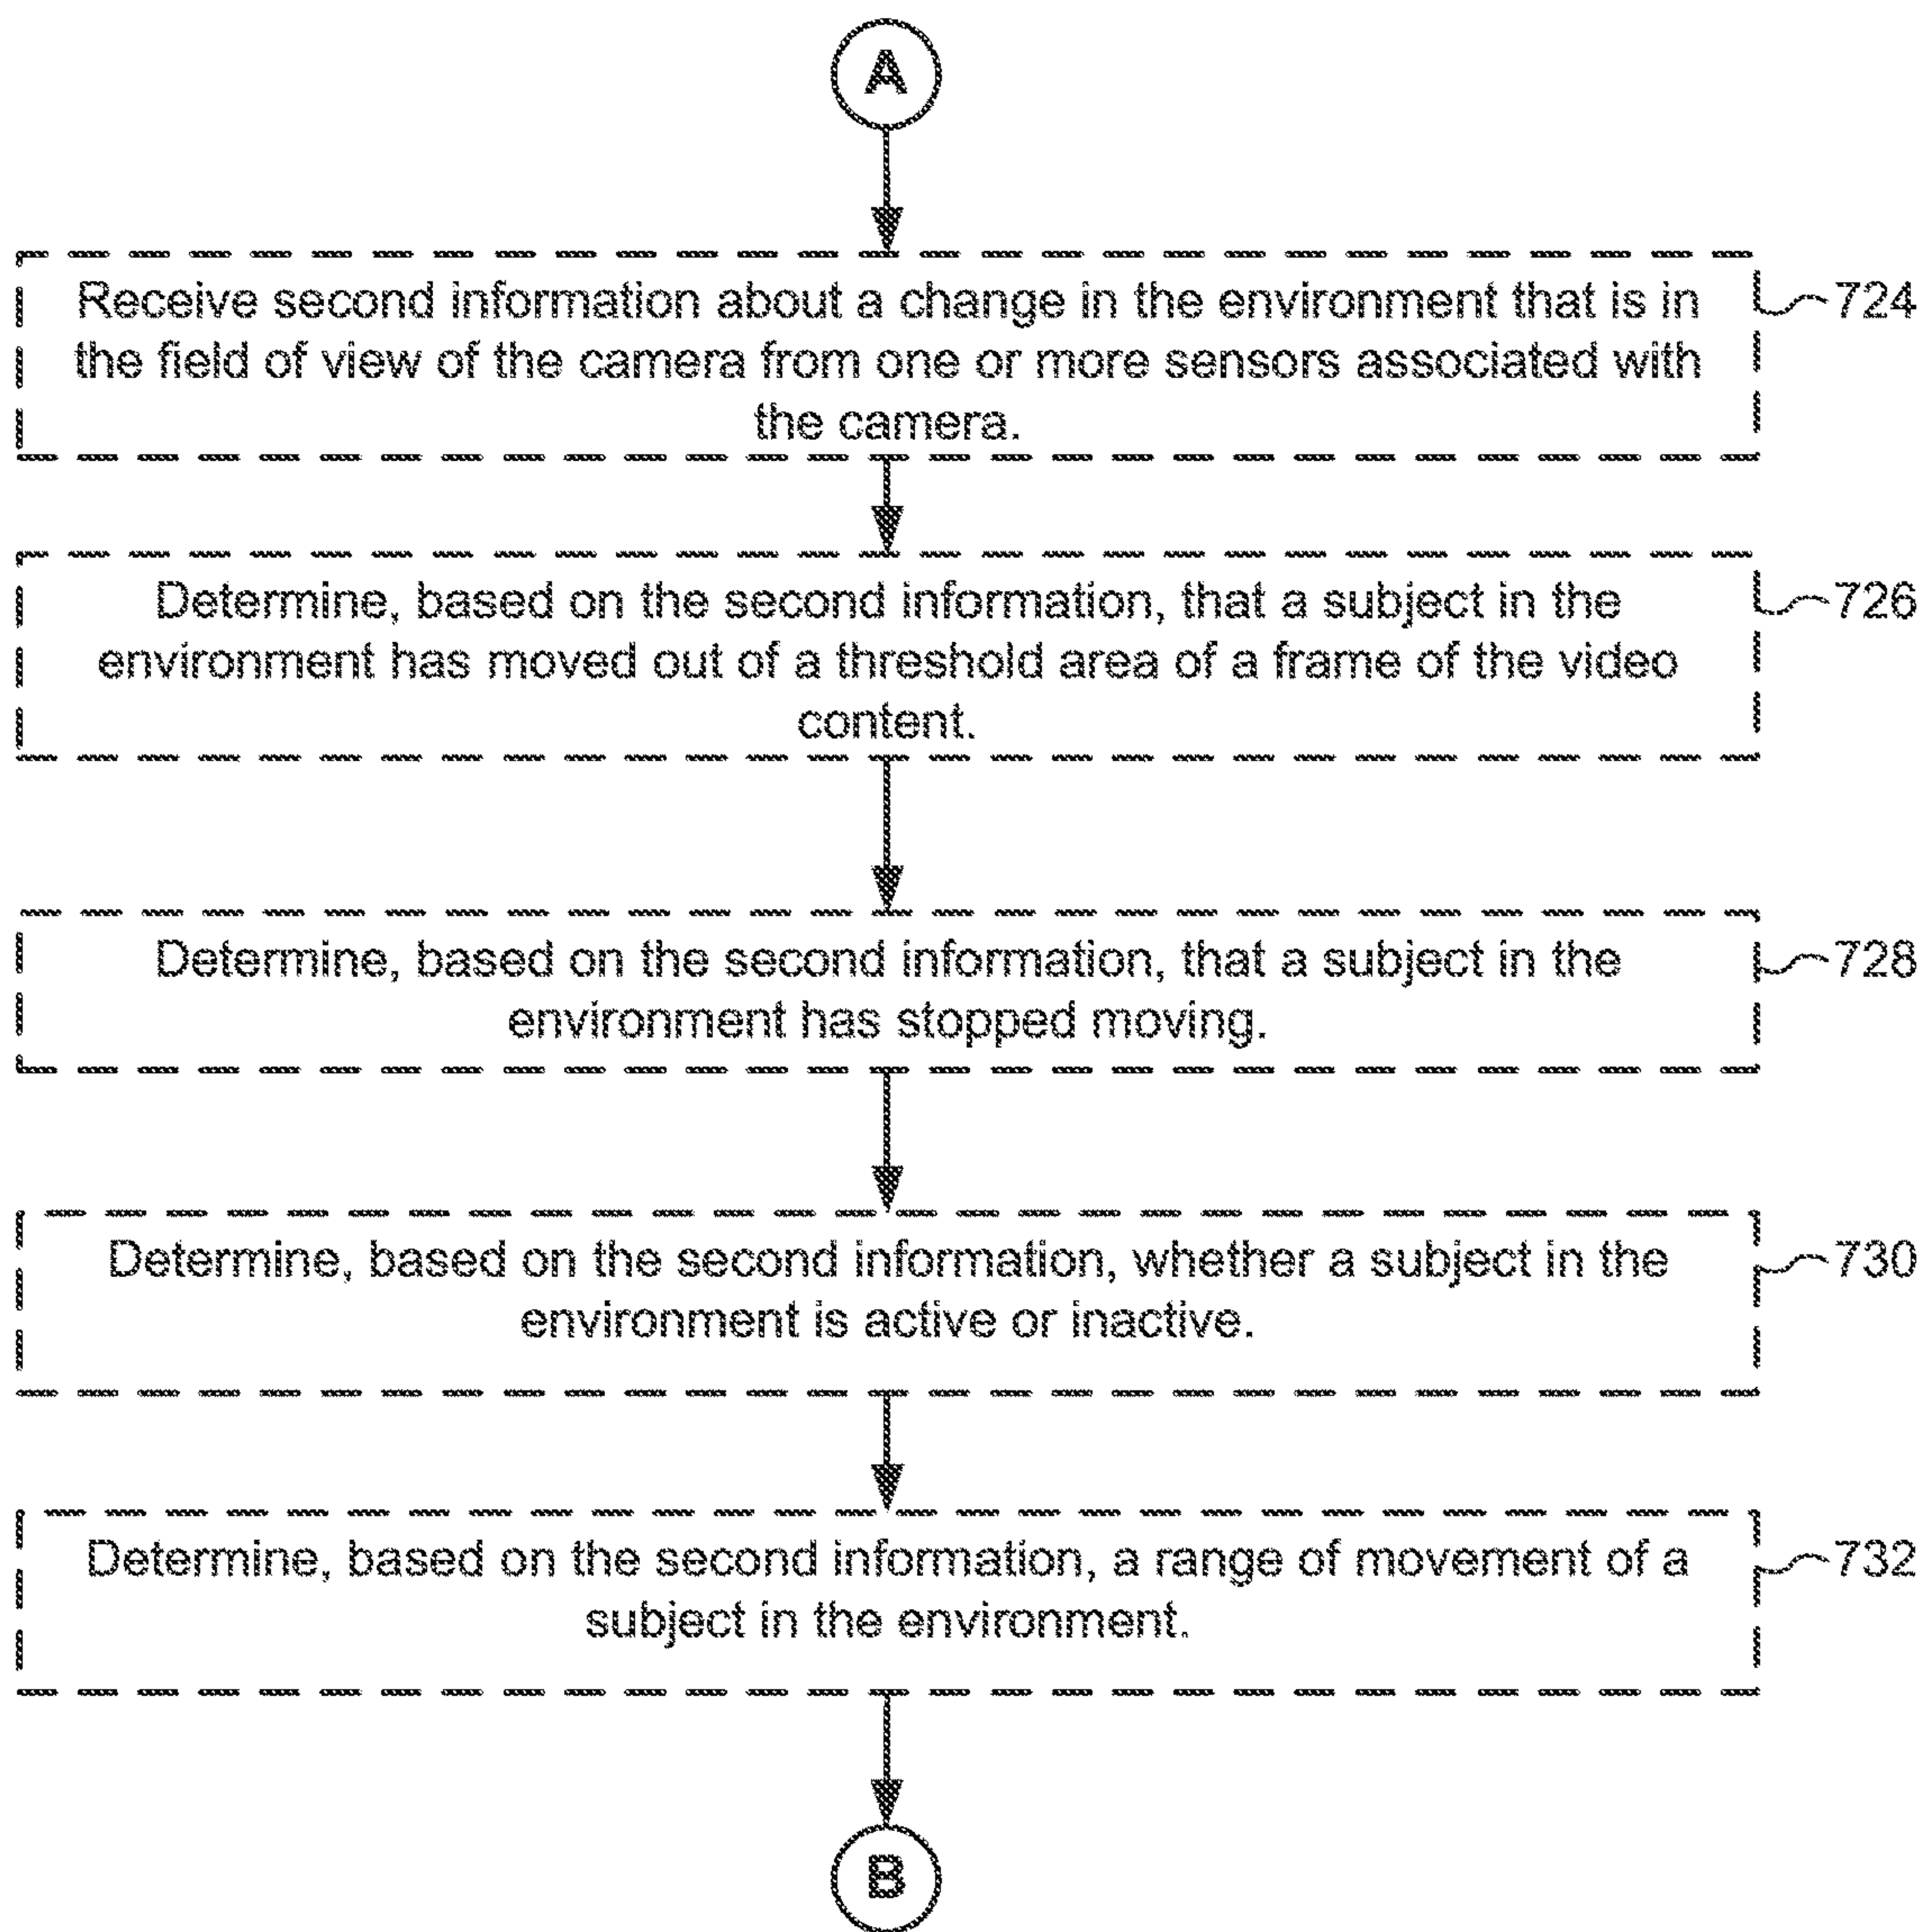 A
Receive second information about a change in the environment that is in
the field of view of the camera from one or more sensors associated with
the camera.
724
Determine, based on the second information, that a subject in the
environment has moved out of a threshold area of a frame of the video
content.
726
Determine, based on the second information, that a subject in the
environment has stopped moving.
728
Determine, based on the second information, whether a subject in the
environment is active or inactive.
730
Determine, based on the second information, a range of movement of a
subject in the environment.
732
B